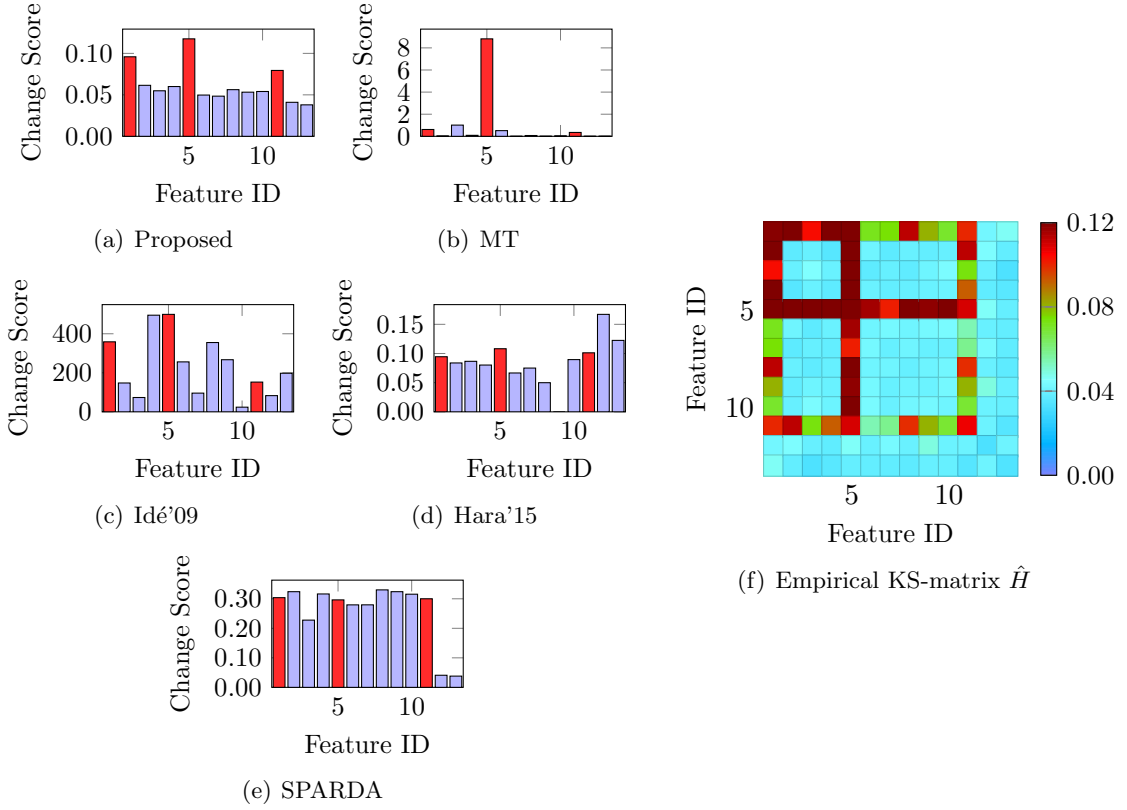 Change Score
0.10
0.05
0.00
5
10
Feature ID
(a) Proposed
Change Score
8
6
4
2
0
5
10
Feature ID
(b) MT
Change Score
400
200
0
5
10
Feature ID
(c) Idé'09
Change Score
0.15
0.10
0.05
0.00
5
10
Feature ID
(d) Hara'15
Change Score
0.30
0.20
0.10
0.00
5
10
Feature ID
(e) SPARDA
Feature ID
5
10
5
10
Feature ID
0.12
0.08
0.04
0.00
(f) Empirical KS-matrix Ĥ